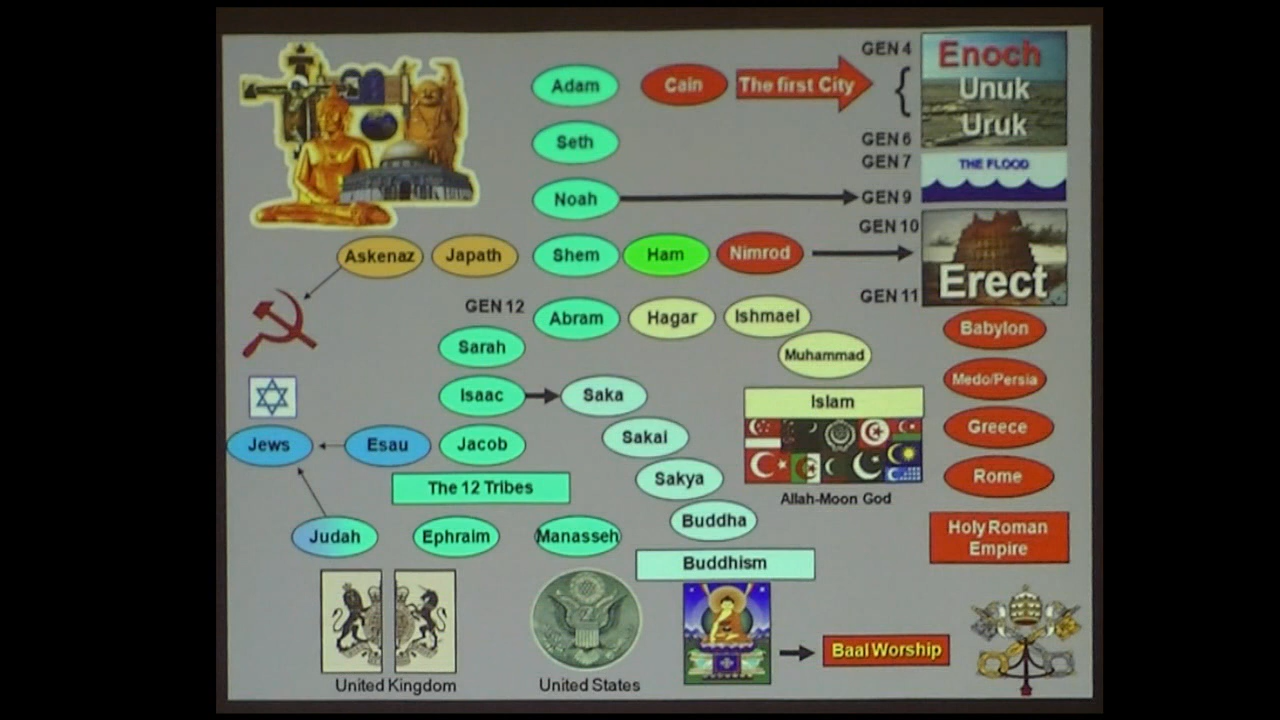 GEN 4
Enoch
Adam
Cain
The first City
Unuk
Uruk
Seth
GEN 6
GEN 7
THE FLOOD
Noah
GEN 9
GEN 10
Askenaz
Japath
Shem
Ham
Nimrod
Erect
GEN 11
GEN 12
Abram
Hagar
Ishmael
Babylon
Sarah
Muhammad
Medo/Persia
Isaac
Saka
Islam
Greece
Jews
Esau
Jacob
Sakai
Sakya
Rome
The 12 Tribes
Allah-Moon God
Buddha
Judah
Ephraim
Manasseh
Holy Roman
Empire
Buddhism
Baal Worship
United Kingdom
United States